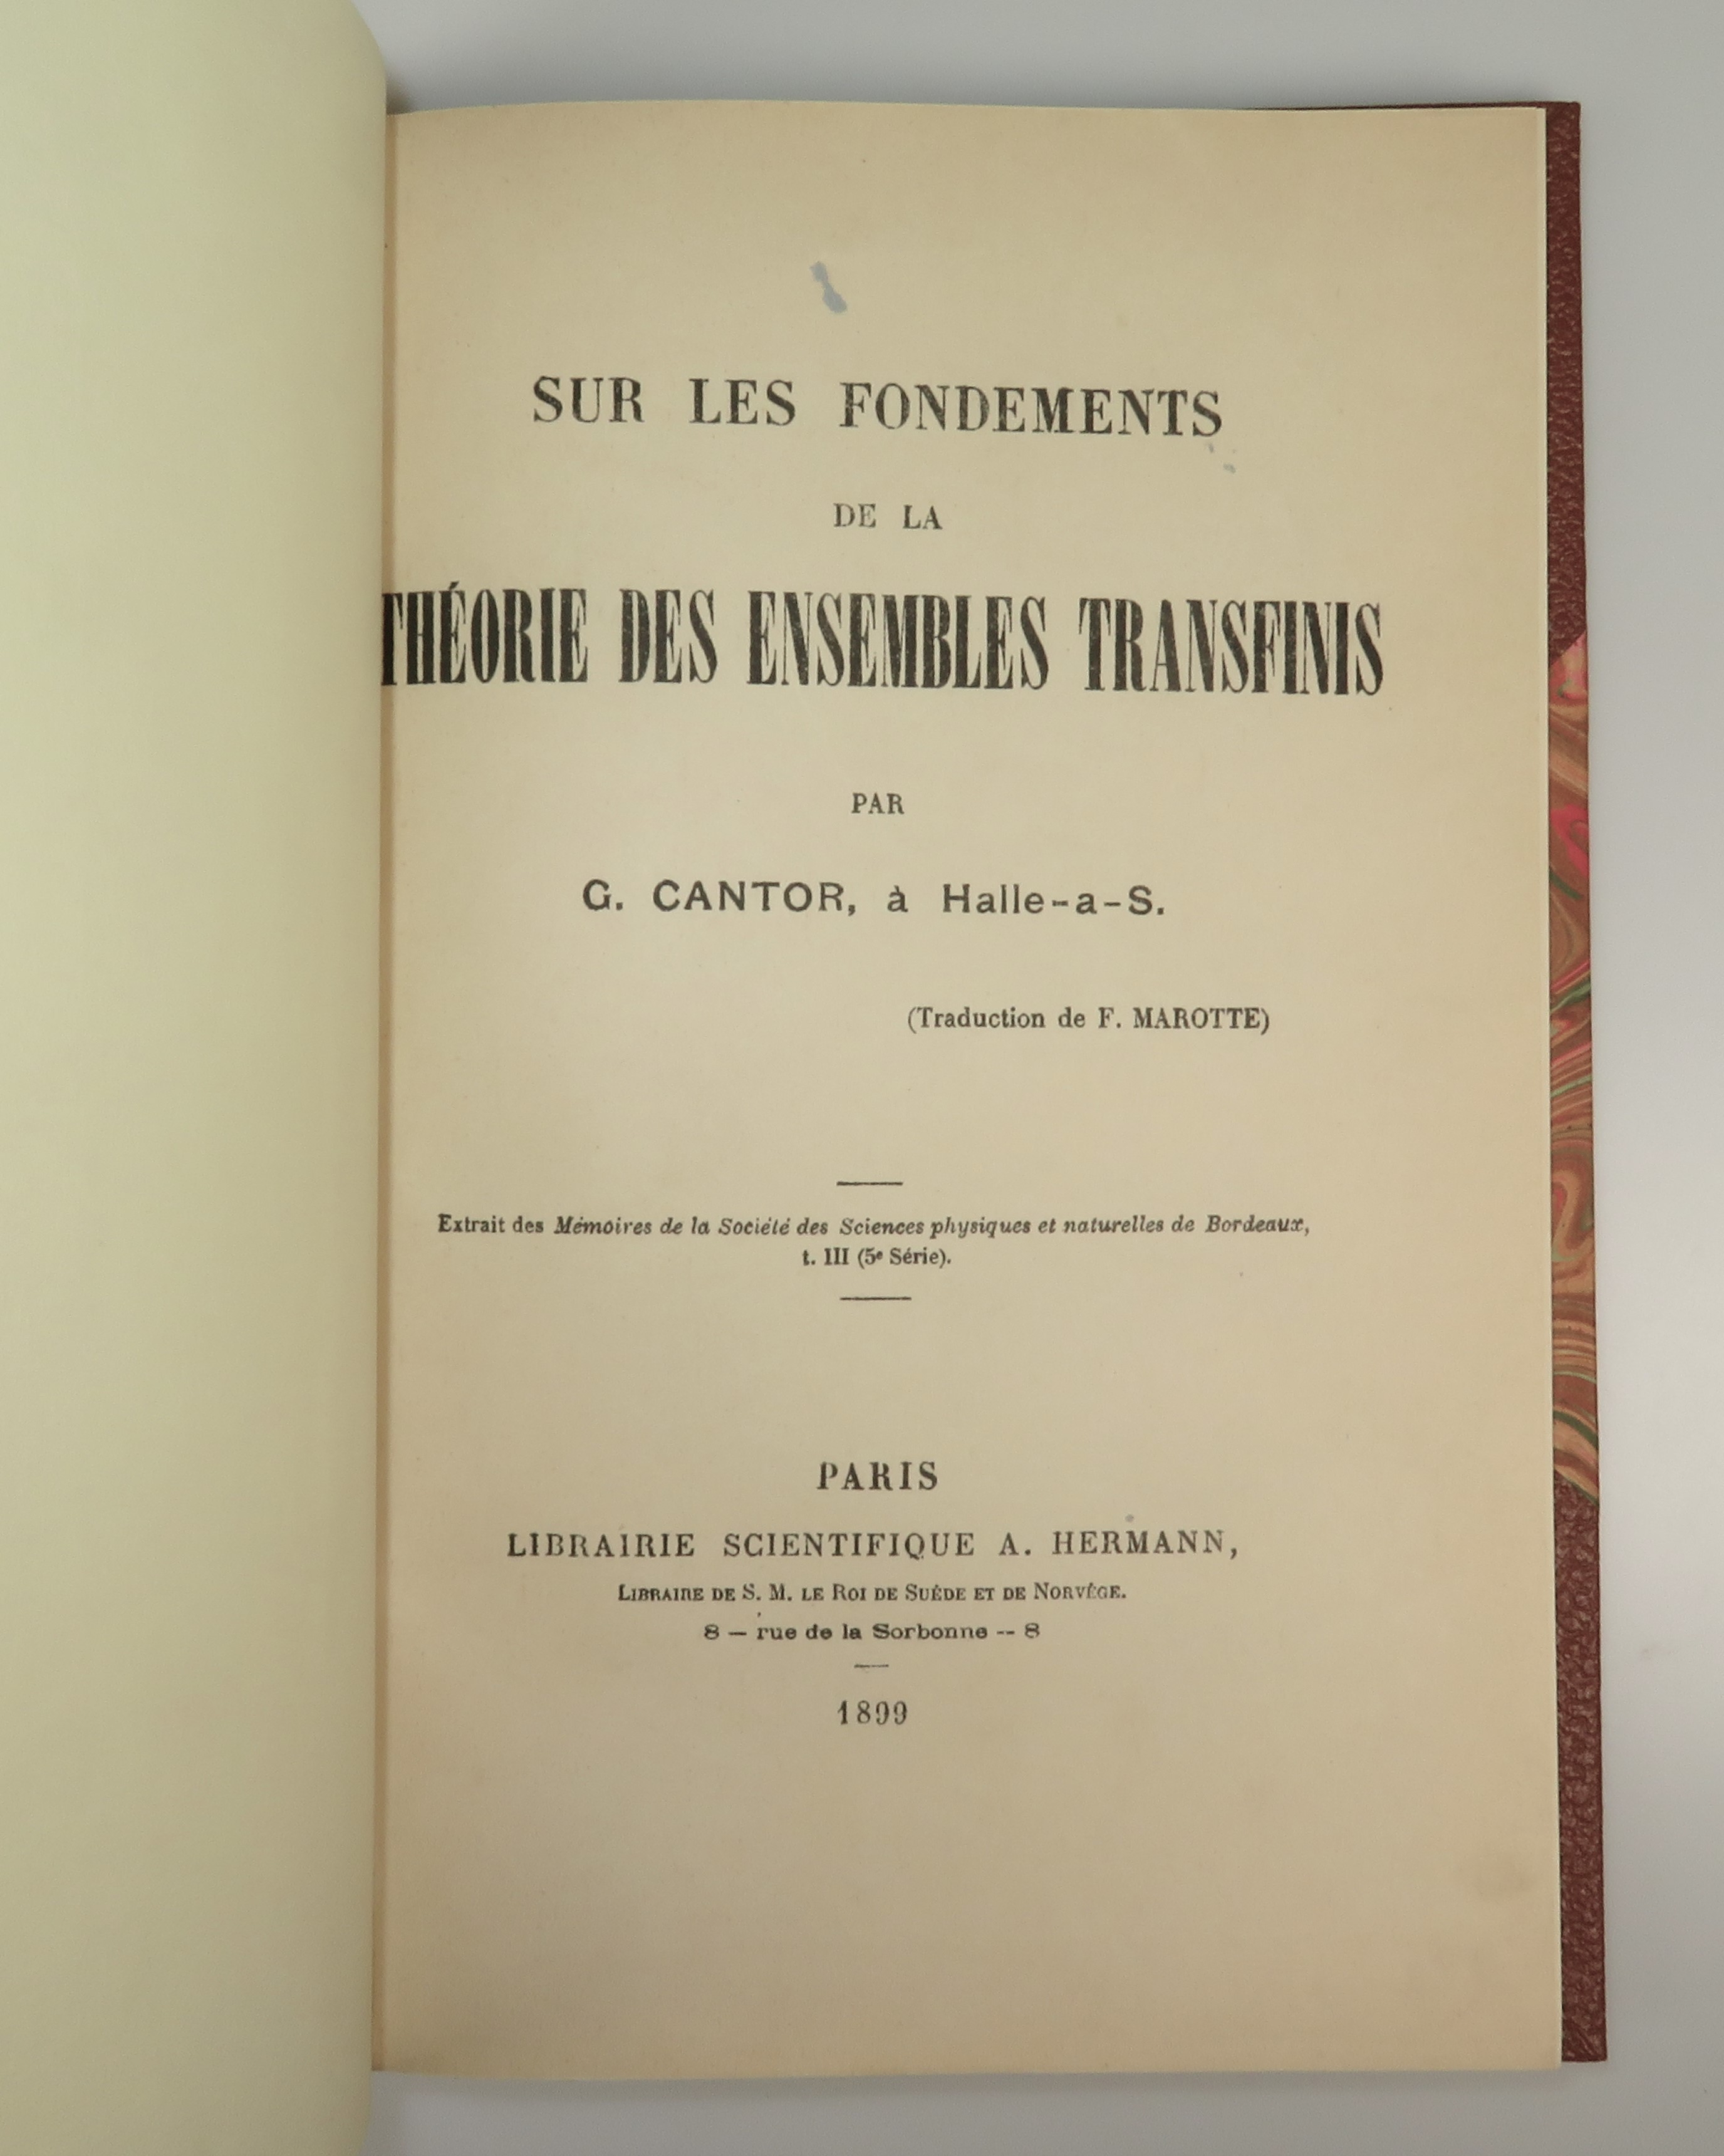 SUR LES FONDEMENTS
DE LA
THÉORIE DES ENSEMBLES TRANSFINIS
PAR
G. CANTOR, à Halle-a-S.
(Traduction de F. MAROTTE)
Extrait des Mémoires de la Société des Sciences physiques et naturelles de Bordeaux,
t. III (5e Série).
PARIS
LIBRAIRIE SCIENTIFIQUE A. HERMANN,
LIBRAIRE DE S. M. LE ROI DE SUÈDE ET DE NORVÈGE.
8 — rue de la Sorbonne -- 8
1899